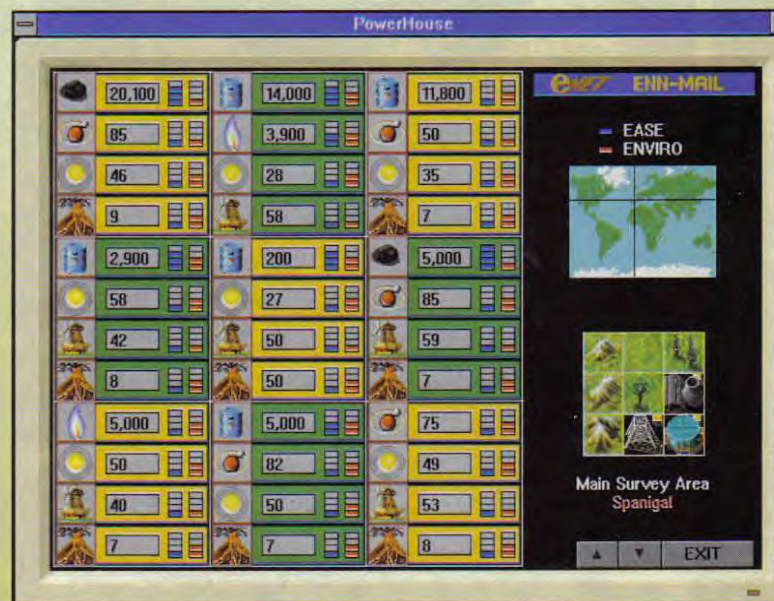 PowerHouse
20,100 14,000 11,800 ENN-MAIL
85 3,900 50 EASE
ENVIRO
46 28 35
9 58 7
2,900 200 5,000
58 27 85
42 50 59
8 50 7
5,000 5,000 75
50 82 49
Main Survey Area
40 50 53 Spanigal
7 7 8 EXIT